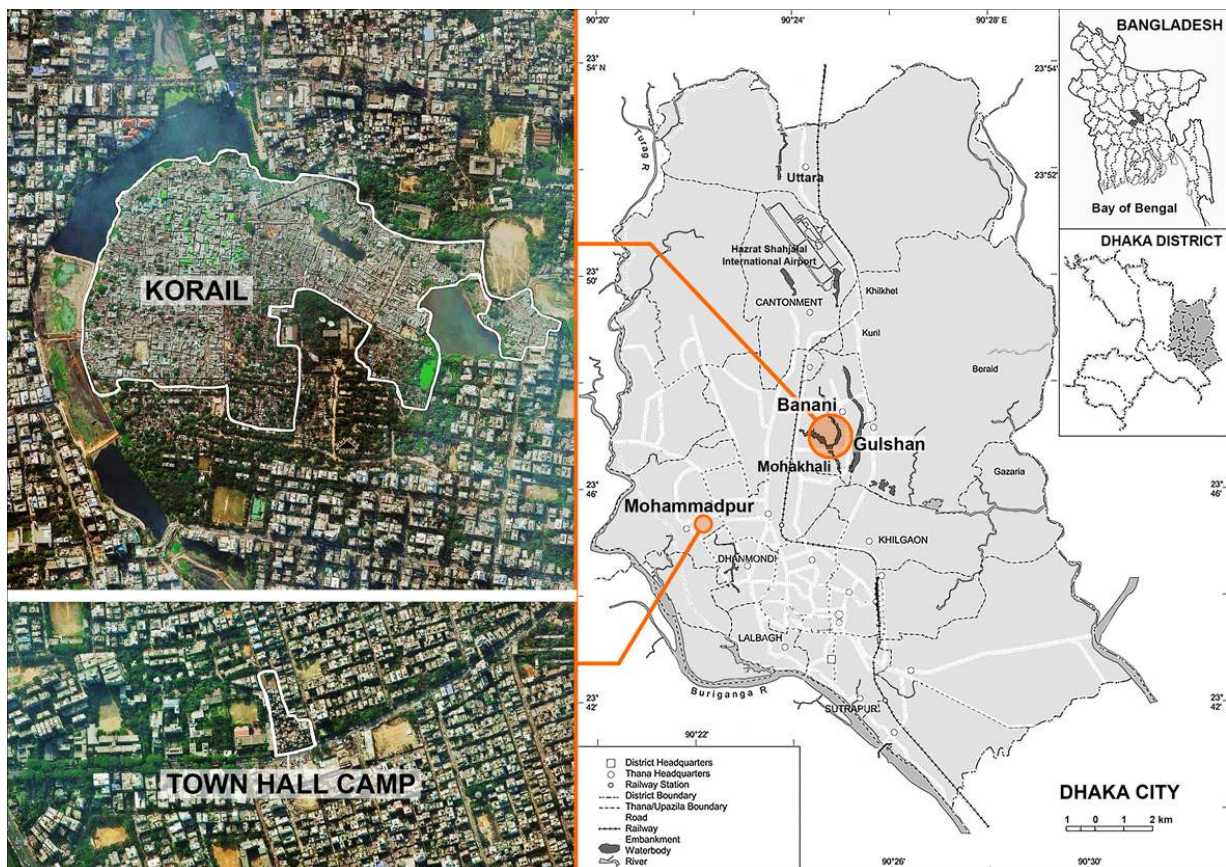 KORAIL
TOWN HALL CAMP
90'20
90'24
90'28' E
23'
54' N
23°54'
23°52'
23°
50'
23°
46'
23°
46'
23°
42'
23°
42'
90'22'
90'26'
90'30'
Turag R
Uttara
Hazrat Shahjalal
International Airport
CANTONMENT
Khilkhet
Kuril
Beraid
Banani
Gulshan
Mohakhali
Gazaria
Mohammadpur
KHILGAON
DHANMONDI
LALBAGH
Buriganga R
SUTRAPUR
BANGLADESH
Bay of Bengal
DHAKA DISTRICT
District Headquarters
Thana Headquarters
Railway Station
District Boundary
Thana/Upazila Boundary
Road
Railway
Embankment
Waterbody
River
DHAKA CITY
1 0 1 2 km